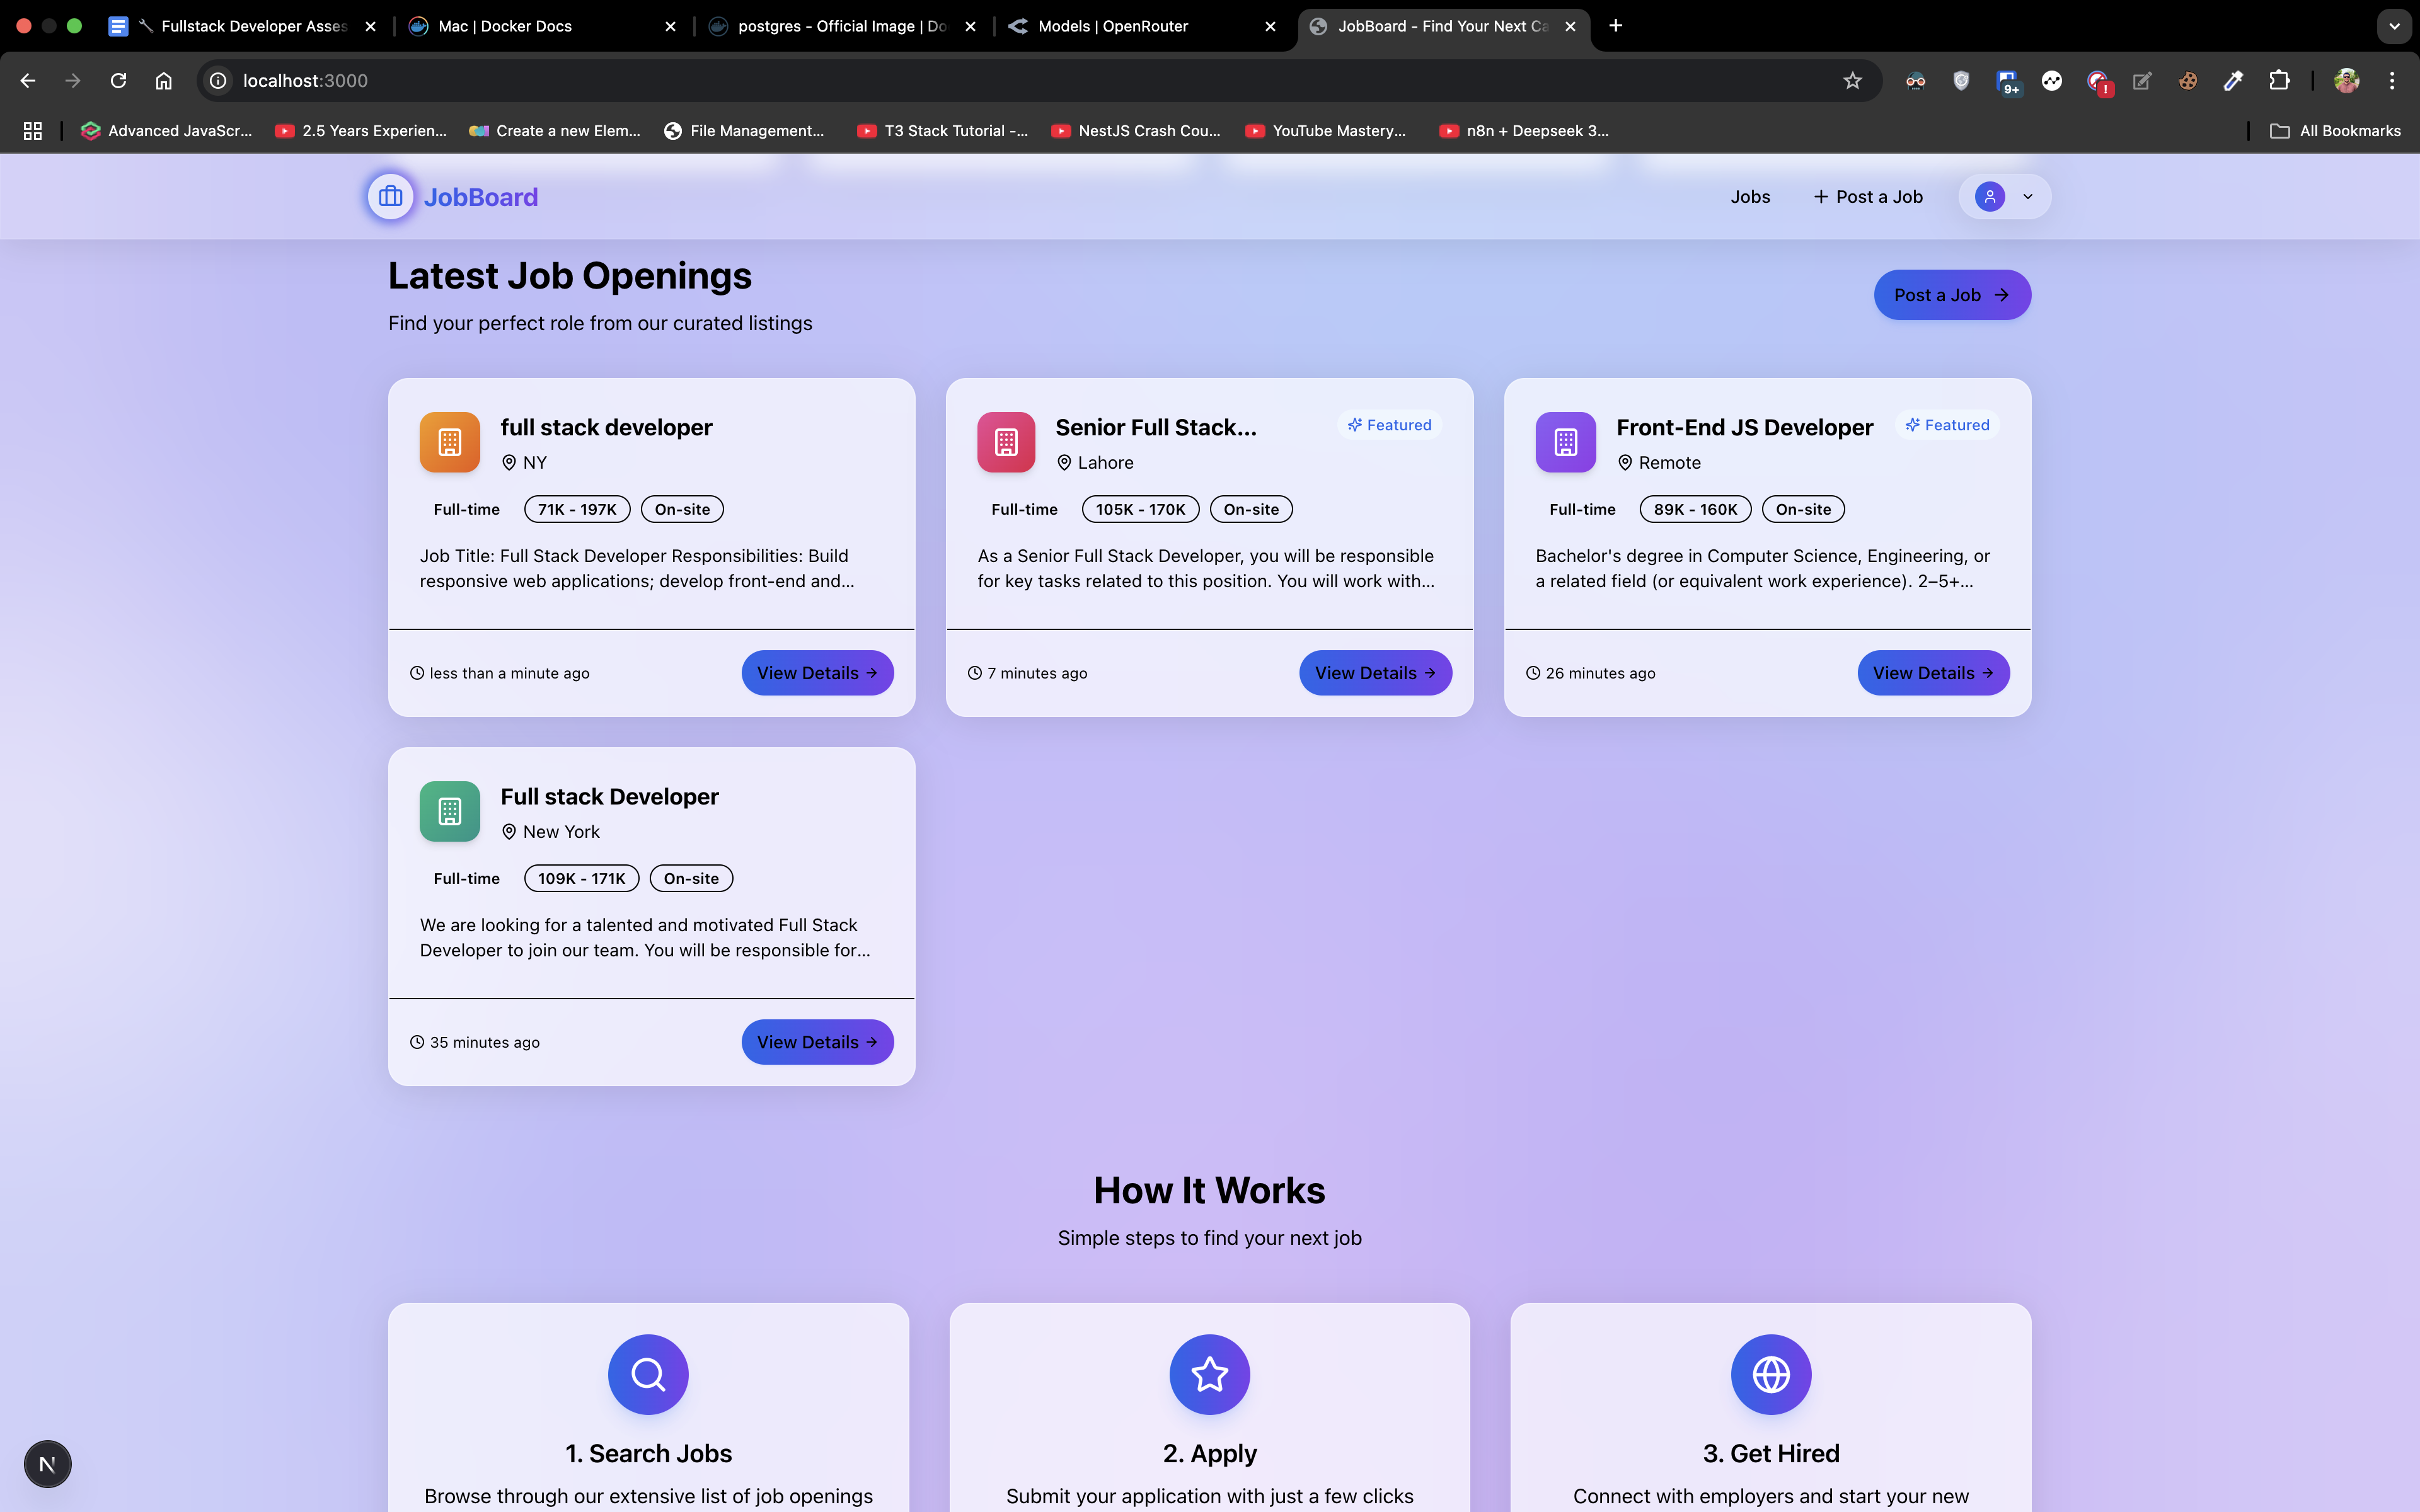 Fullstack Developer Asses
Mac | Docker Docs
postgres - Official Image | Do
Models | OpenRouter
JobBoard - Find Your Next Ca
localhost:3000
9+
!
Advanced JavaScr...
2.5 Years Experien...
Create a new Elem...
File Management...
T3 Stack Tutorial -...
NestJS Crash Cou...
YouTube Mastery...
n8n + Deepseek 3...
All Bookmarks
JobBoard
Jobs
+ Post a Job
Latest Job Openings
Find your perfect role from our curated listings
Post a Job →
full stack developer
NY
Full-time
71K - 197K
On-site
Job Title: Full Stack Developer Responsibilities: Build
responsive web applications; develop front-end and...
less than a minute ago
View Details →
Senior Full Stack...
Featured
Lahore
Full-time
105K - 170K
On-site
As a Senior Full Stack Developer, you will be responsible
for key tasks related to this position. You will work with...
7 minutes ago
View Details →
Front-End JS Developer
Featured
Remote
Full-time
89K - 160K
On-site
Bachelor's degree in Computer Science, Engineering, or
a related field (or equivalent work experience). 2–5+...
26 minutes ago
View Details →
Full stack Developer
New York
Full-time
109K - 171K
On-site
We are looking for a talented and motivated Full Stack
Developer to join our team. You will be responsible for...
35 minutes ago
View Details →
How It Works
Simple steps to find your next job
1. Search Jobs
Browse through our extensive list of job openings
2. Apply
Submit your application with just a few clicks
3. Get Hired
Connect with employers and start your new
N